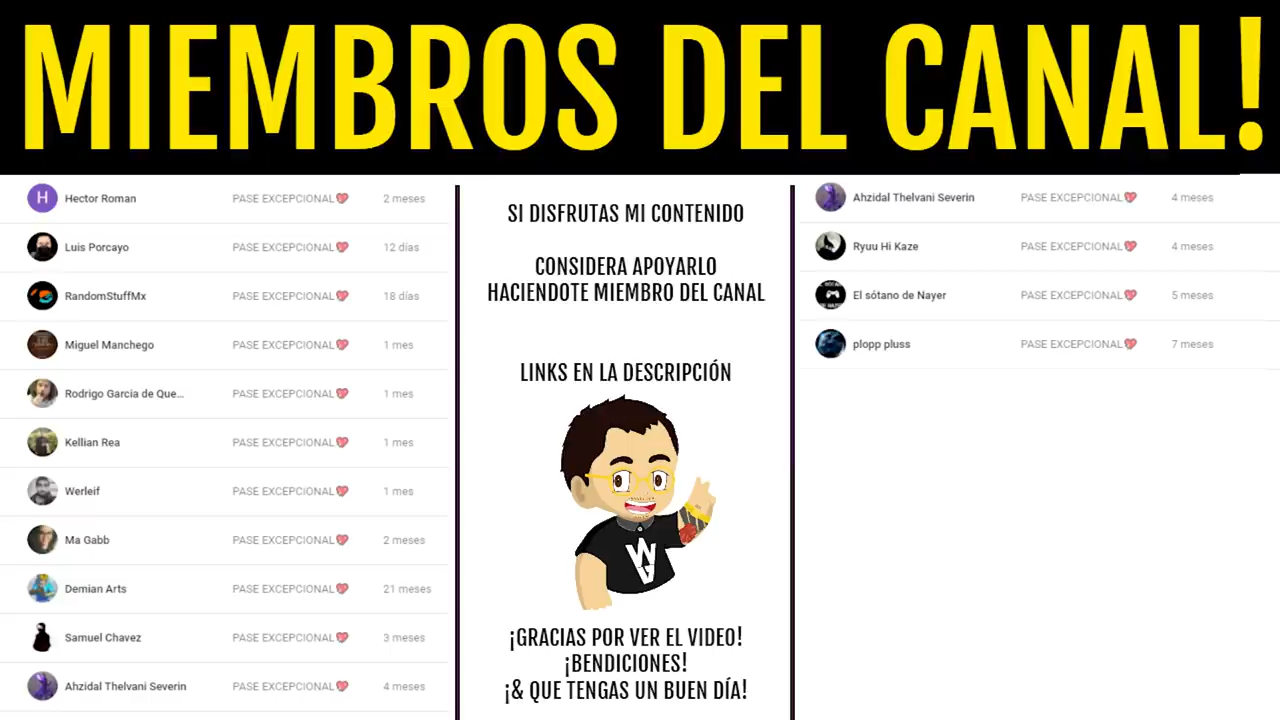 MIEMBROS DEL CANAL!
H
Hector Roman PASE EXCEPCIONAL💖 2 meses
Luis Porcayo PASE EXCEPCIONAL💖 12 días
RandomStuffMx PASE EXCEPCIONAL💖 18 días
Miguel Manchego PASE EXCEPCIONAL💖 1 mes
Rodrigo Garcia de Que... PASE EXCEPCIONAL💖 1 mes
Kellian Rea PASE EXCEPCIONAL💖 1 mes
Werleif PASE EXCEPCIONAL💖 1 mes
Ma Gabb PASE EXCEPCIONAL💖 2 meses
Demian Arts PASE EXCEPCIONAL💖 21 meses
Samuel Chavez PASE EXCEPCIONAL💖 3 meses
Ahzidal Thelvani Severin PASE EXCEPCIONAL💖 4 meses
SI DISFRUTAS MI CONTENIDO
CONSIDERA APOYARLO
HACIENDOTE MIEMBRO DEL CANAL
LINKS EN LA DESCRIPCIÓN
¡GRACIAS POR VER EL VIDEO!
¡BENDICIONES!
¡& QUE TENGAS UN BUEN DÍA!
Ahzidal Thelvani Severin PASE EXCEPCIONAL💖 4 meses
Ryuu Hi Kaze PASE EXCEPCIONAL💖 4 meses
El sótano de Nayer PASE EXCEPCIONAL💖 5 meses
plopp pluss PASE EXCEPCIONAL💖 7 meses